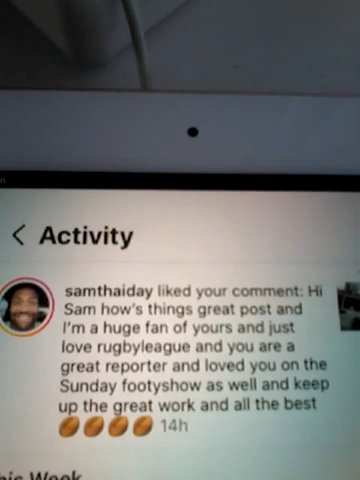 < Activity
samthaiday liked your comment: Hi
Sam how's things great post and
I'm a huge fan of yours and just
love rugbyleague and you are a
great reporter and loved you on the
Sunday footyshow as well and keep
up the great work and all the best
🏉🏉🏉🏉 14h
his Week